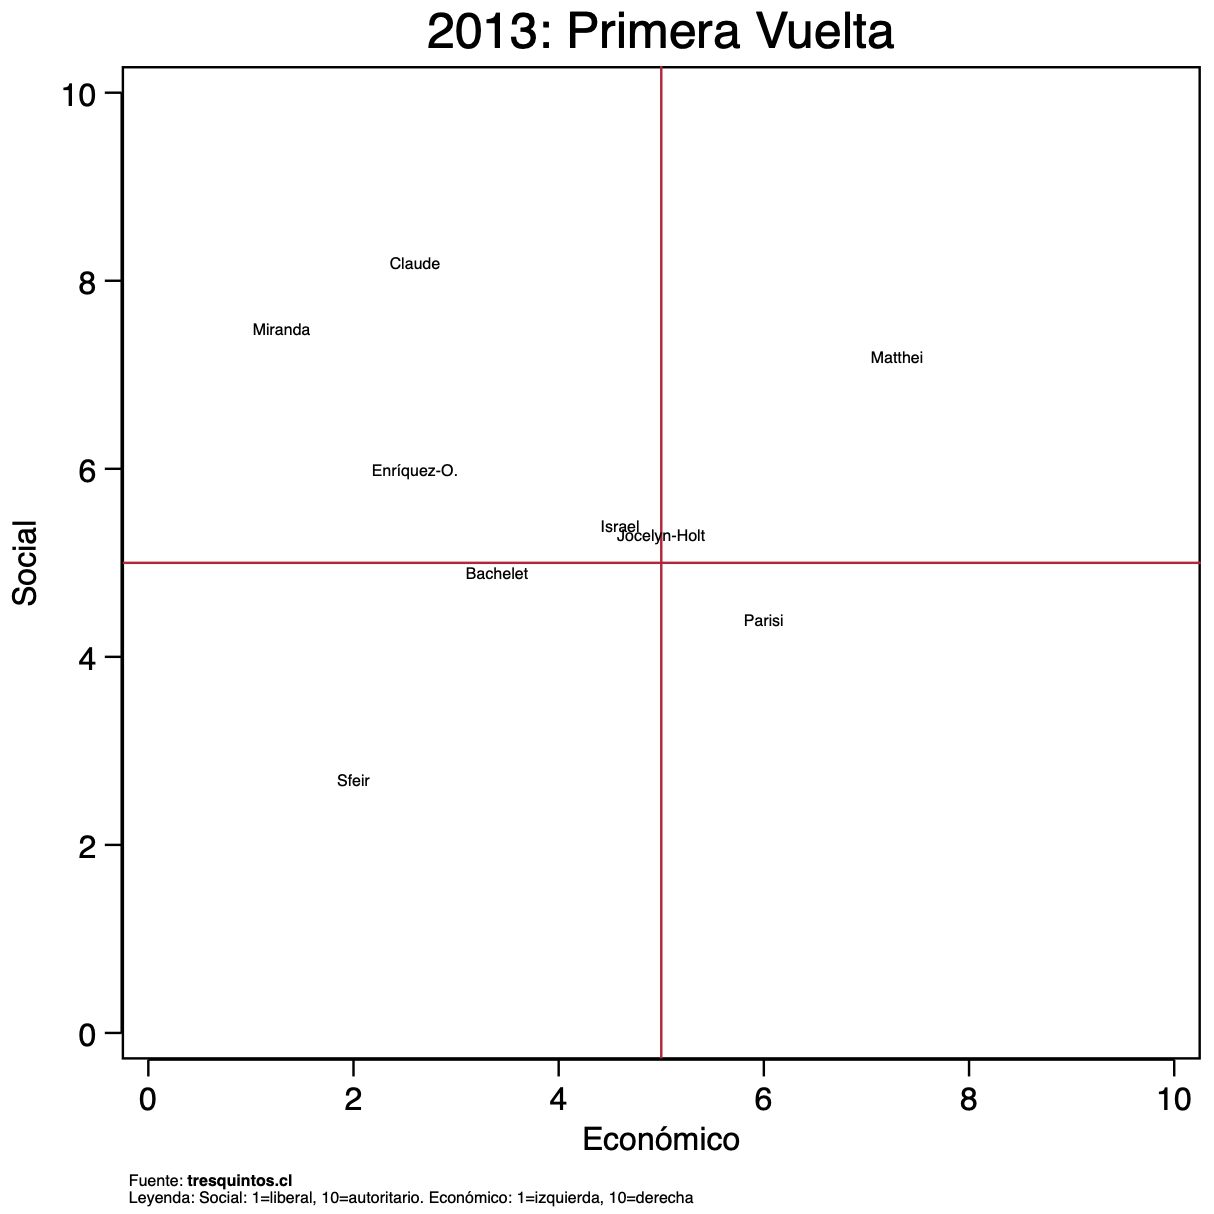 2013: Primera Vuelta
10
Claude
8
Miranda
Matthei
6
Enríquez-O.
Israel
Jocelyn-Holt
Social
Bachelet
Parisi
4
Sfeir
2
0
0 2 4 6 8 10
Económico
Fuente: tresquintos.cl
Leyenda: Social: 1=liberal, 10=autoritario. Económico: 1=izquierda, 10=derecha